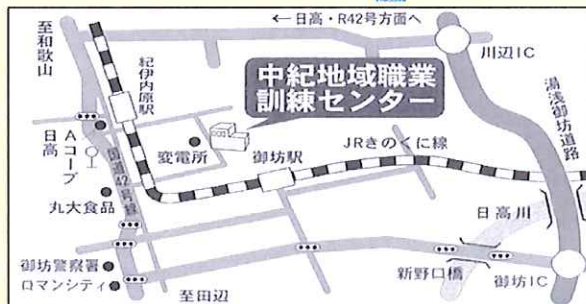 ←日高・R42号方面へ
至和歌山
紀伊内原駅
川辺IC
中紀地域職業
訓練センター
湯浅御坊道路
Aコープ
日高
国道42号線
変電所
御坊駅
JRきのくに線
丸大食品
日高川
御坊警察署
ロマンシティ
至田辺
新野口橋
御坊IC